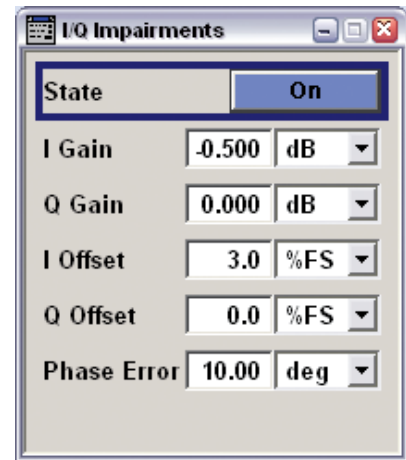 I/Q Impairments
State On
I Gain -0.500 dB
Q Gain 0.000 dB
I Offset 3.0 %FS
Q Offset 0.0 %FS
Phase Error 10.00 deg